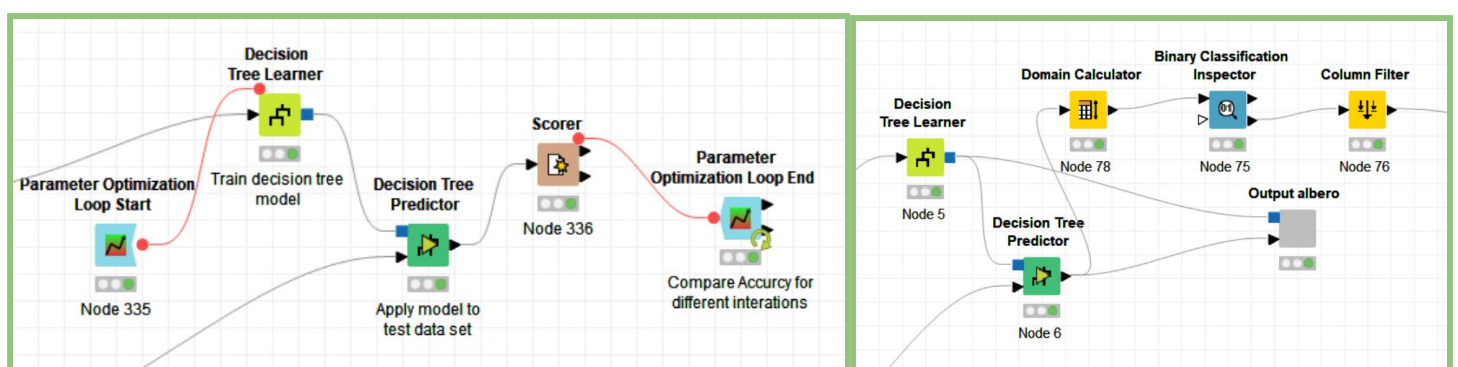 Decision
Tree Learner
Train decision tree
model
Parameter Optimization
Loop Start
Node 335
Decision Tree
Predictor
Apply model to
test data set
Scorer
Node 336
Parameter
Optimization Loop End
Compare Accurcy for
different interations
Decision
Tree Learner
Node 5
Decision Tree
Predictor
Node 6
Domain Calculator
Node 78
Binary Classification
Inspector
01
Node 75
Column Filter
Node 76
Output albero